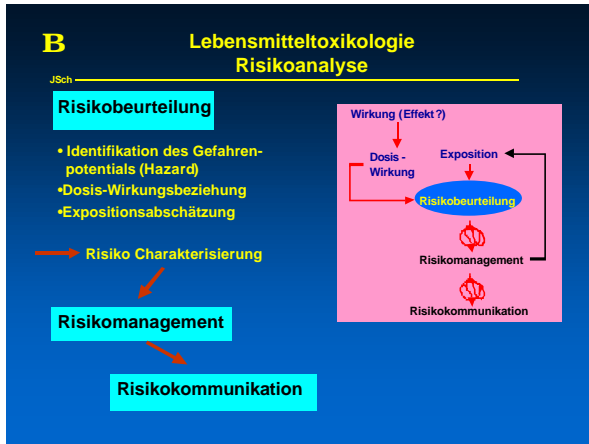 B
Lebensmitteltoxikologie
Risikoanalyse
JSch
Risikobeurteilung
• Identifikation des Gefahren-
potentials (Hazard)
•Dosis-Wirkungsbeziehung
•Expositionsabschätzung
Risiko Charakterisierung
Risikomanagement
Risikokommunikation
Wirkung (Effekt?)
Dosis -
Wirkung
Exposition
Risikobeurteilung
Risikomanagement
Risikokommunikation